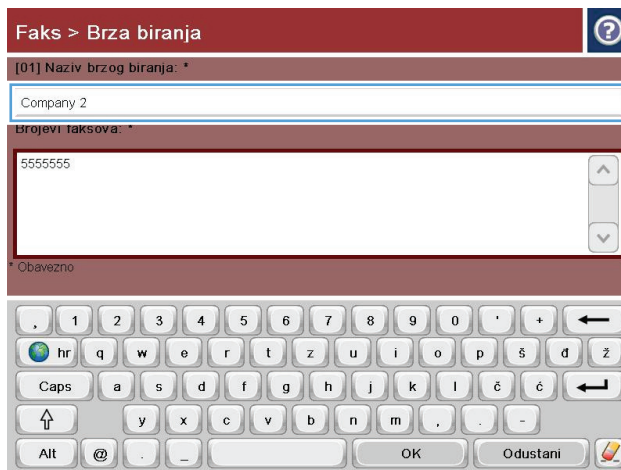 Faks > Brza biranja
?
[01] Naziv brzog biranja: *
Company 2
Brojevi faksova: *
5555555
* Obavezno
, 1 2 3 4 5 6 7 8 9 0 ' +
hr q w e r t z u i o p š đ ž
Caps a s d f g h j k l č ć
y x c v b n m , . -
Alt @ . _ OK Odustani